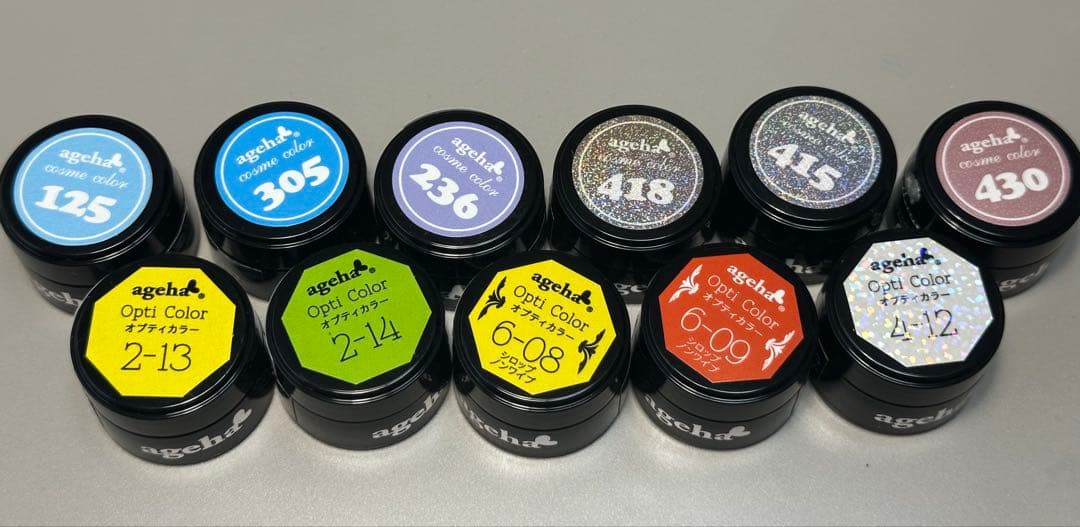 ageha®
cosme color
125
ageha®
cosme color
305
ageha®
cosme color
236
ageha®
cosme color
418
ageha®
cosme color
415
ageha®
cosme color
430
ageha®
Opti Color
オプティカラー
2-13
ageha®
Opti Color
オプティカラー
2-14
ageha®
Opti Color
オプティカラー
6-08
シロップ
ノンワイプ
ageha®
Opti Color
オプティカラー
6-09
シロップ
ノンワイプ
ageha®
Opti Color
オプティカラー
4-12
ageha
ageha
ageha
ageha
ageha
ageha